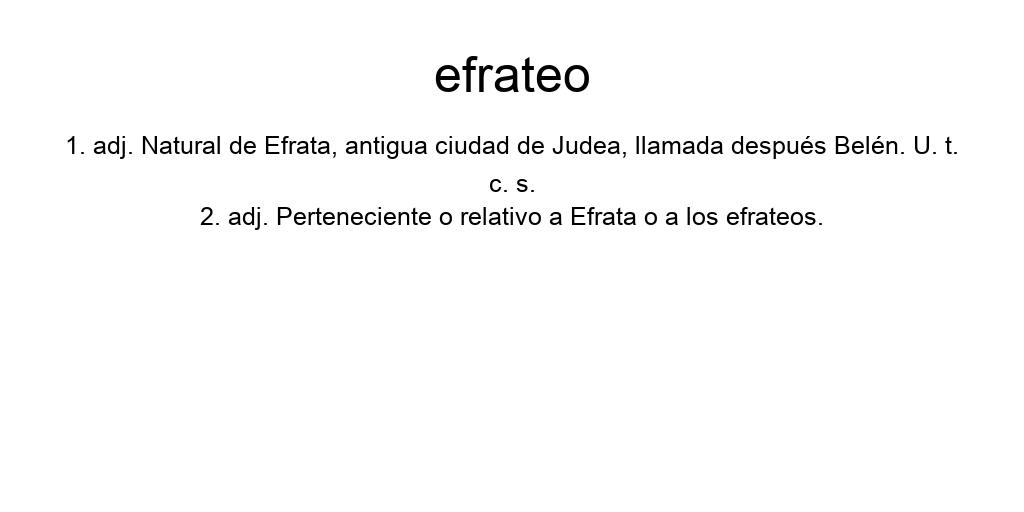 efrateo
1. adj. Natural de Efrata, antigua ciudad de Judea, llamada después Belén. U. t.
c. s.
2. adj. Perteneciente o relativo a Efrata o a los efrateos.